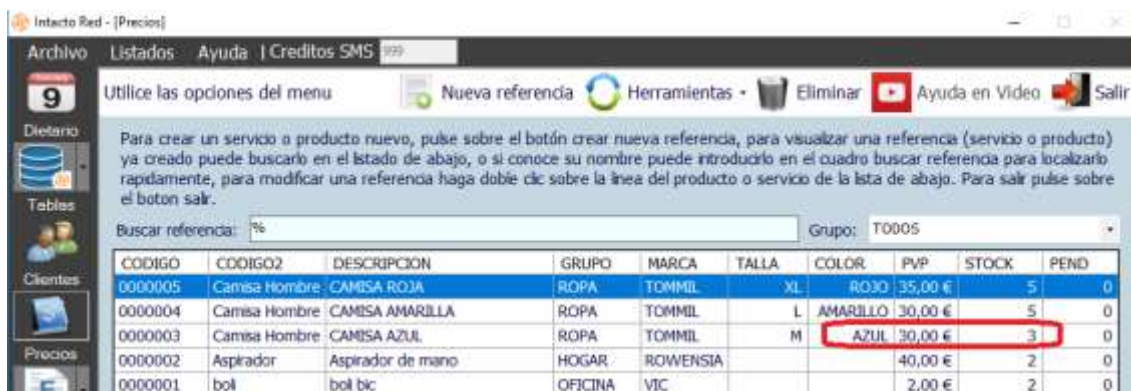 Intacto Red - [Precios]
Archivo Listados Ayuda | Creditos SMS 999
9 Utilice las opciones del menu Nueva referencia Herramientas Eliminar Ayuda en Video Salir
Dietario
Para crear un servicio o producto nuevo, pulse sobre el botón crear nueva referencia, para visualizar una referencia (servicio o producto)
ya creado puede buscarlo en el listado de abajo, o si conoce su nombre puede introducirlo en el cuadro buscar referencia para localizarlo
rapidamente, para modificar una referencia haga doble clic sobre la linea del producto o servicio de la lista de abajo. Para salir pulse sobre
el boton salir.
Tablas
Buscar referencia: % Grupo: TODOS
CODIGO CODIGO2 DESCRIPCION GRUPO MARCA TALLA COLOR PVP STOCK PEND
Clientes
0000005 Camisa Hombre CAMISA ROJA ROPA TOMMIL XL ROJO 35,00 € 5 0
0000004 Camisa Hombre CAMISA AMARILLA ROPA TOMMIL L AMARILLO 30,00 € 5 0
0000003 Camisa Hombre CAMISA AZUL ROPA TOMMIL M AZUL 30,00 € 3 0
Precios
0000002 Aspirador Aspirador de mano HOGAR ROWENSIA 40,00 € 2 0
0000001 boli boli bic OFICINA VIC 2,00 € 2 0